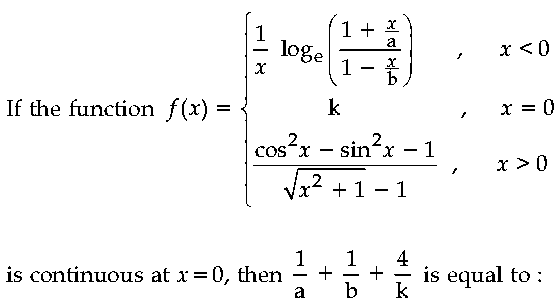 If the function f(x) = { 1/x logₑ((1 + x/a)/(1 − x/b)) , x < 0
k , x = 0
(cos²x − sin²x − 1)/(√(x² + 1) − 1) , x > 0
is continuous at x = 0, then 1/a + 1/b + 4/k is equal to :